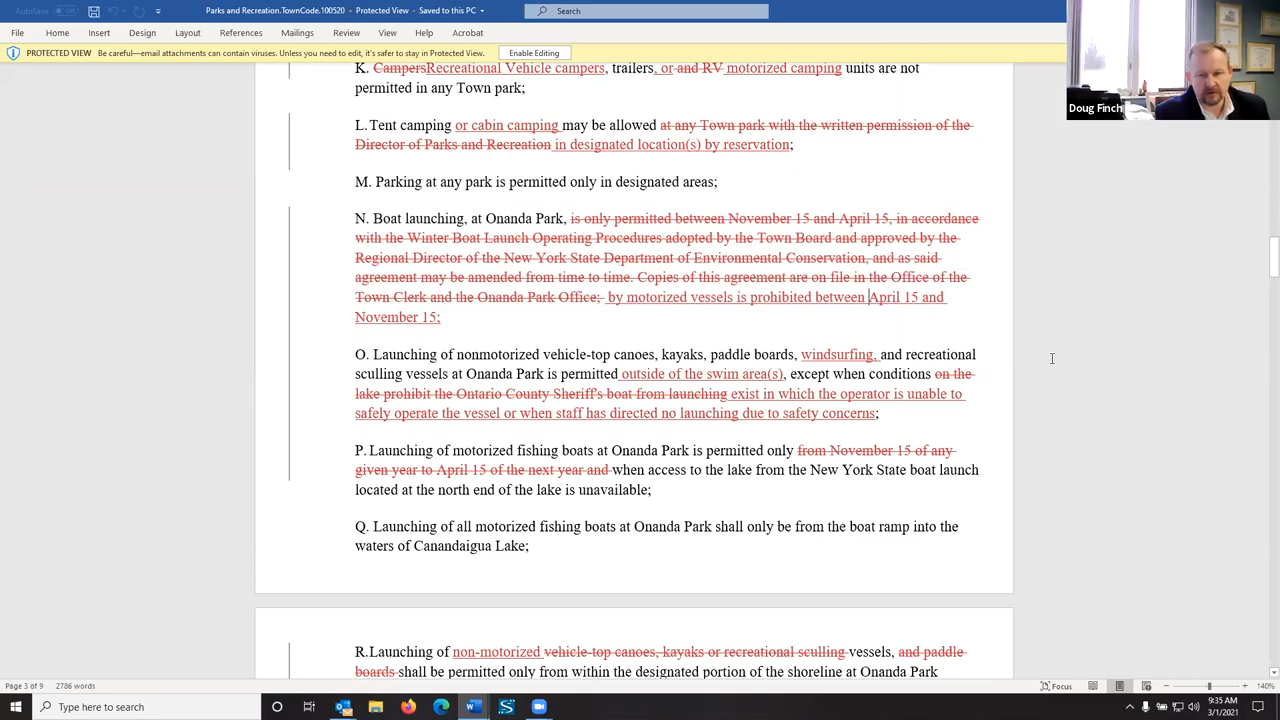 AutoSave Off
Parks and Recreation.TownCode.100520 - Protected View - Saved to this PC
Search
File Home Insert Design Layout References Mailings Review View Help Acrobat
PROTECTED VIEW Be careful—email attachments can contain viruses. Unless you need to edit, it's safer to stay in Protected View. Enable Editing
Doug Finch
K. CampersRecreational Vehicle campers, trailers, or and RV motorized camping units are not
permitted in any Town park;
L. Tent camping or cabin camping may be allowed at any Town park with the written permission of the
Director of Parks and Recreation in designated location(s) by reservation;
M. Parking at any park is permitted only in designated areas;
N. Boat launching, at Onanda Park, is only permitted between November 15 and April 15, in accordance
with the Winter Boat Launch Operating Procedures adopted by the Town Board and approved by the
Regional Director of the New York State Department of Environmental Conservation, and as said
agreement may be amended from time to time. Copies of this agreement are on file in the Office of the
Town Clerk and the Onanda Park Office; by motorized vessels is prohibited between April 15 and
November 15;
O. Launching of nonmotorized vehicle-top canoes, kayaks, paddle boards, windsurfing, and recreational
sculling vessels at Onanda Park is permitted outside of the swim area(s), except when conditions on the
lake prohibit the Ontario County Sheriff's boat from launching exist in which the operator is unable to
safely operate the vessel or when staff has directed no launching due to safety concerns;
P. Launching of motorized fishing boats at Onanda Park is permitted only from November 15 of any
given year to April 15 of the next year and when access to the lake from the New York State boat launch
located at the north end of the lake is unavailable;
Q. Launching of all motorized fishing boats at Onanda Park shall only be from the boat ramp into the
waters of Canandaigua Lake;
R.Launching of non-motorized vehicle-top canoes, kayaks or recreational sculling vessels, and paddle
boards shall be permitted only from within the designated portion of the shoreline at Onanda Park
Page 3 of 9 2786 words Focus 140%
Type here to search
9:35 AM
3/1/2021